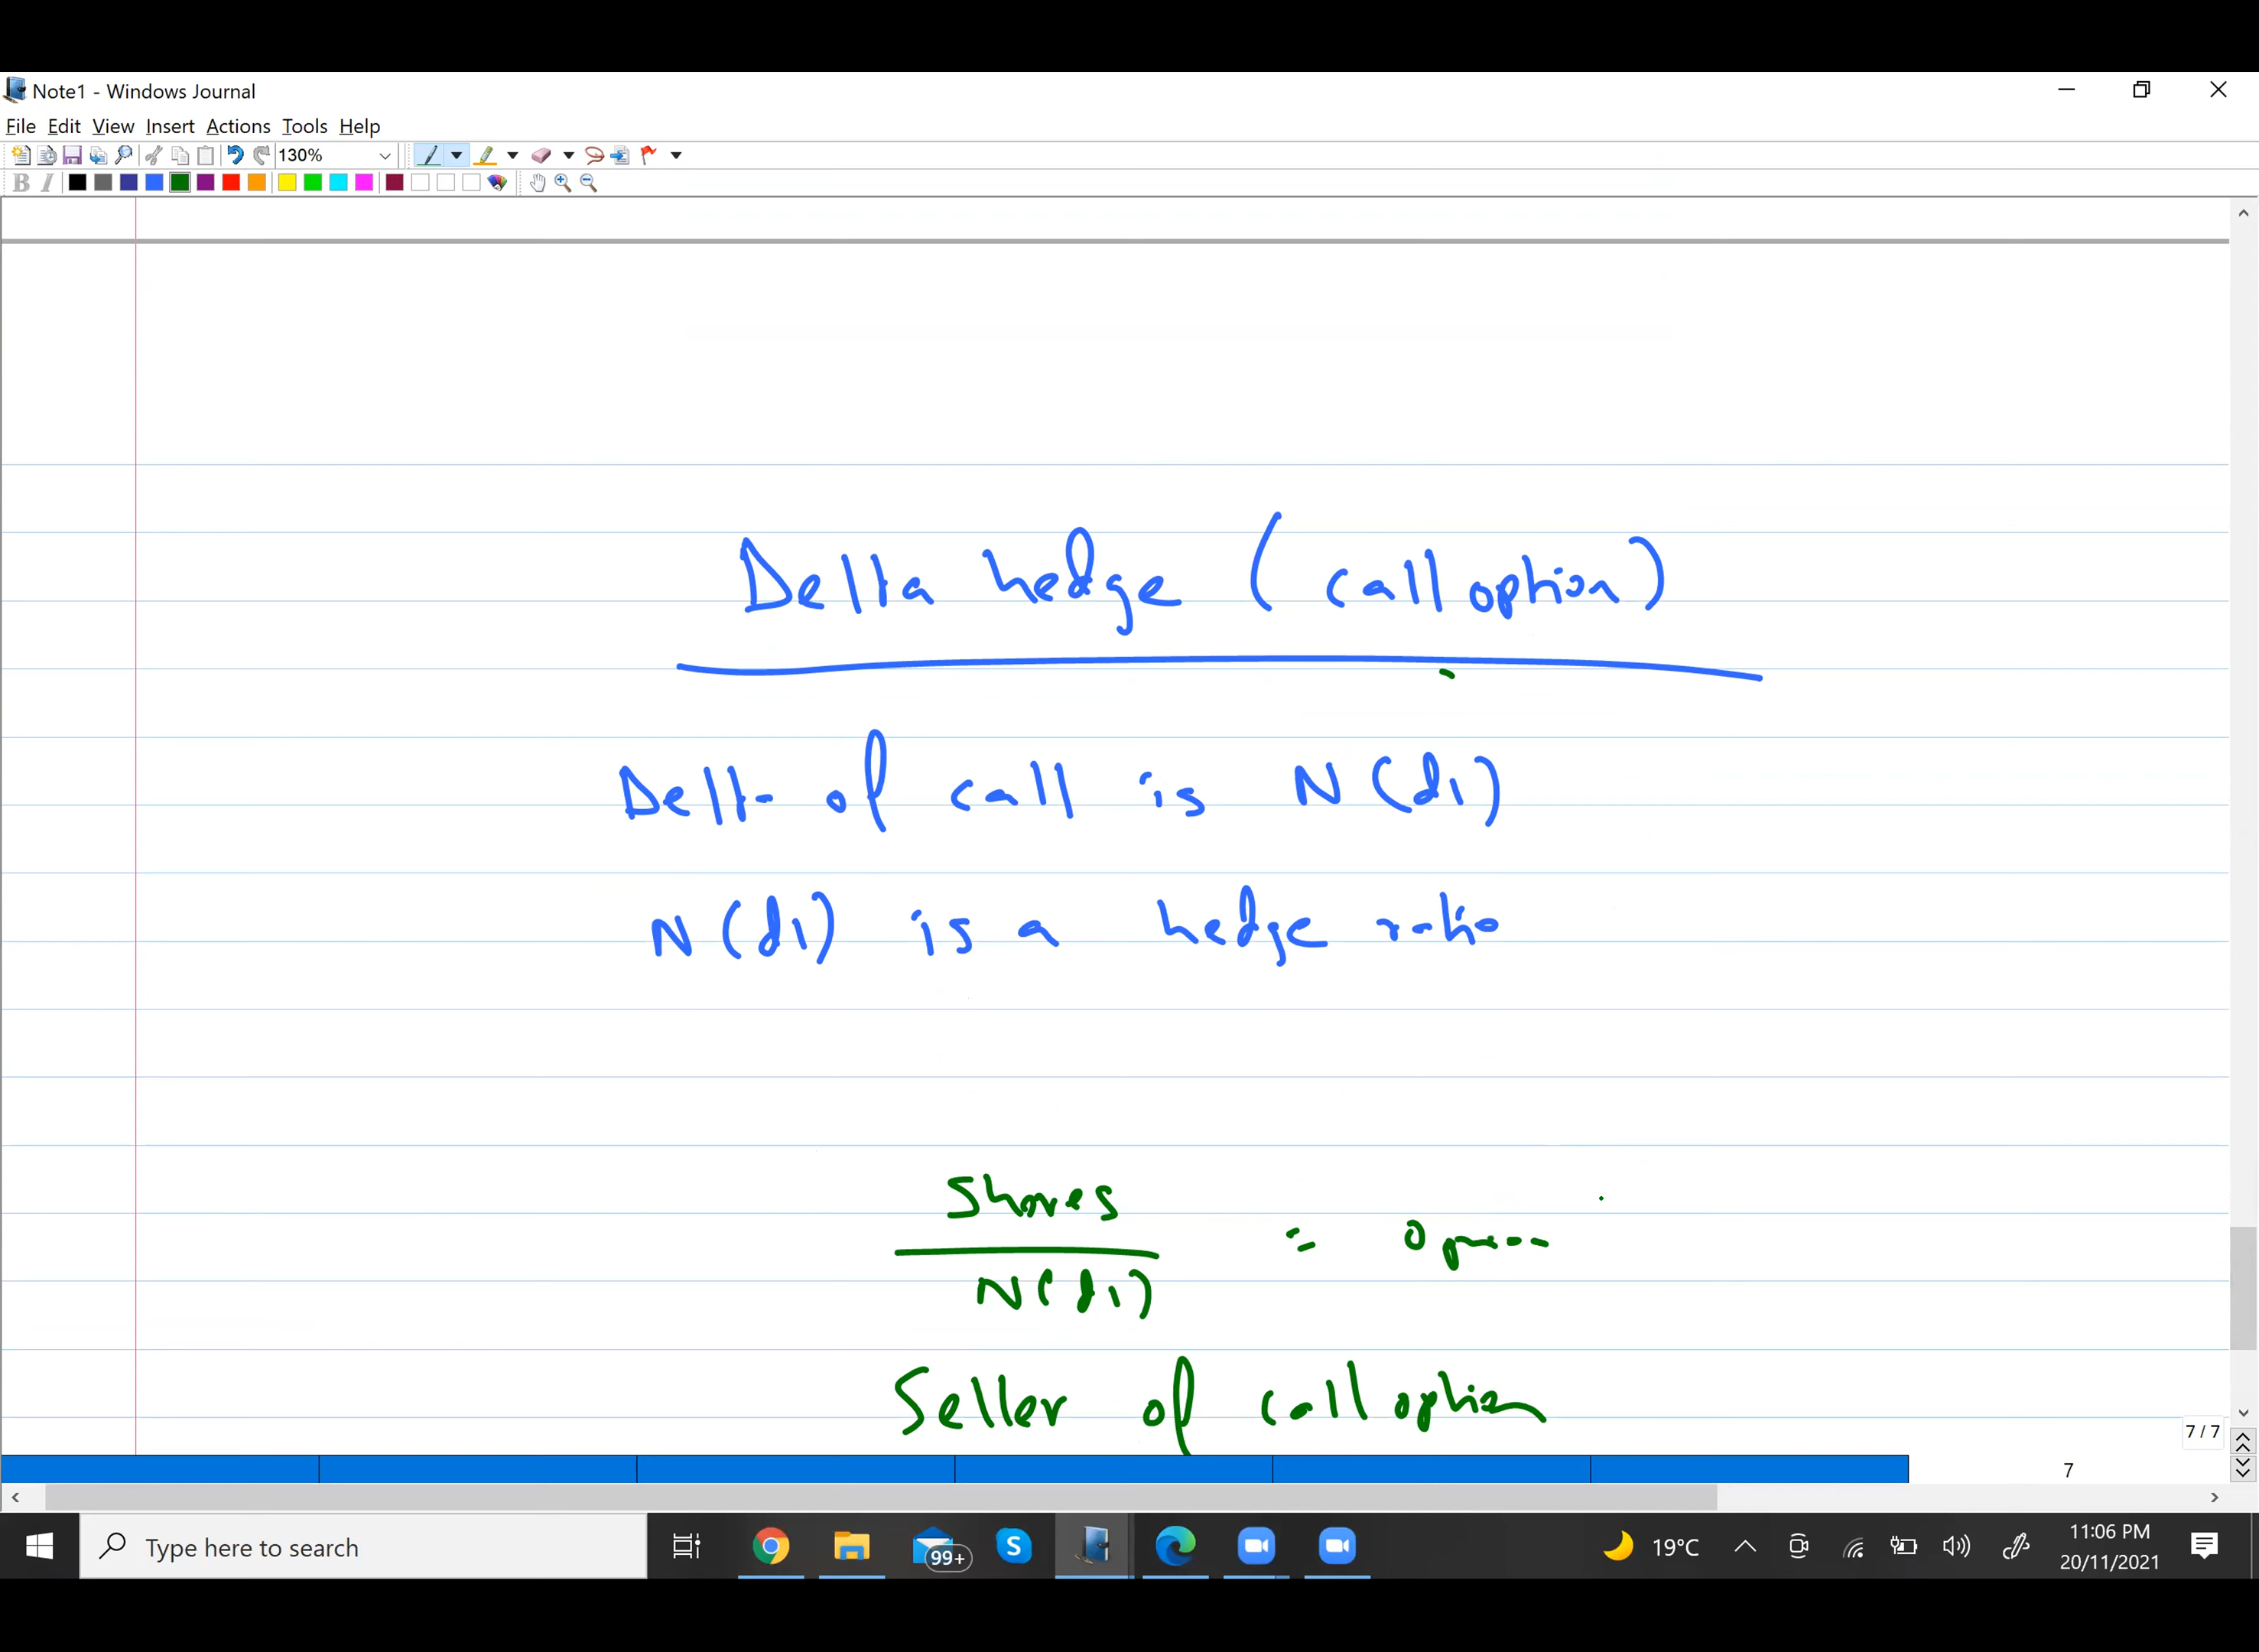 Note1 - Windows Journal
File Edit View Insert Actions Tools Help
130%
B I
Delta hedge (call option)
Delta of call is N(d1)
N(d1) is a hedge ratio
Shares
N(d1)
=
Seller of call option
7 / 7
7
Type here to search
99+
S
19°C
11:06 PM
20/11/2021